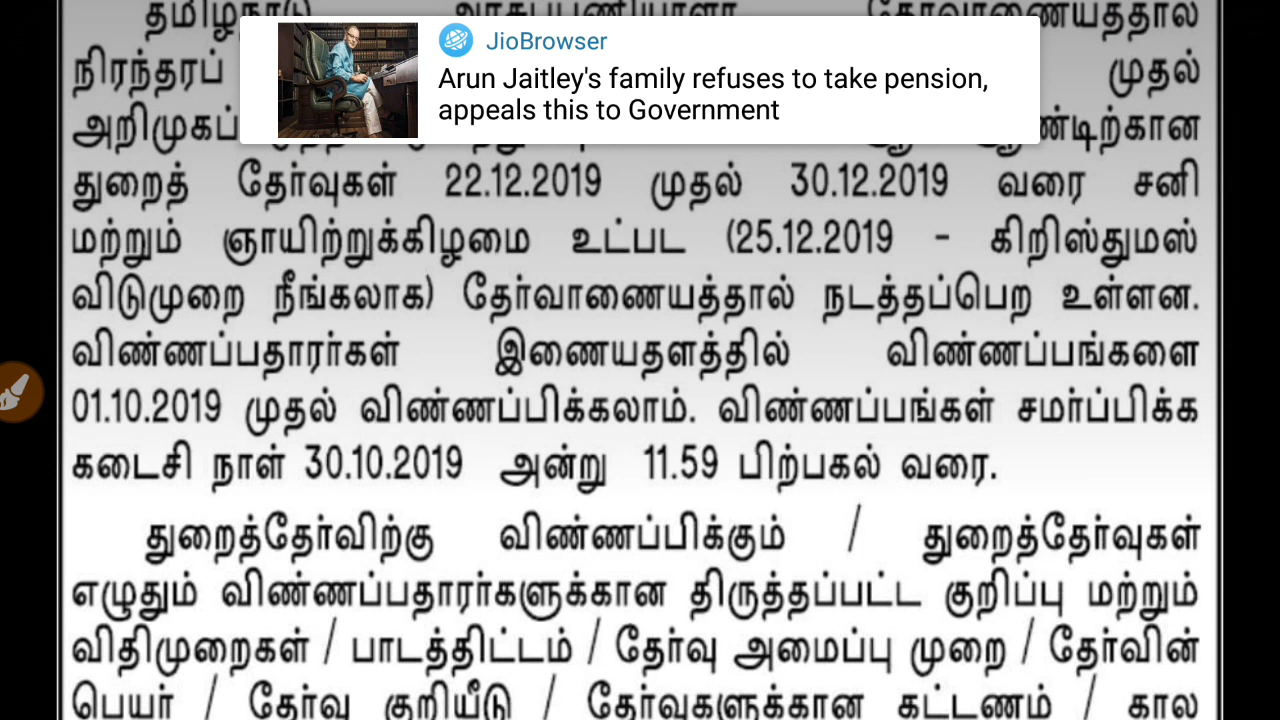 JioBrowser
Arun Jaitley's family refuses to take pension,
appeals this to Government
நிரந்தரப் முதல்
துறைத் தேர்வுகள் 22.12.2019 முதல் 30.12.2019 வரை சனி
மற்றும் ஞாயிற்றுக்கிழமை உட்பட (25.12.2019 - கிறிஸ்துமஸ்
விடுமுறை நீங்கலாக) தேர்வாணையத்தால் நடத்தப்பெற உள்ளன.
விண்ணப்பதாரர்கள் இணையதளத்தில் விண்ணப்பங்களை
01.10.2019 முதல் விண்ணப்பிக்கலாம். விண்ணப்பங்கள் சமர்ப்பிக்க
கடைசி நாள் 30.10.2019 அன்று 11.59 பிற்பகல் வரை.
துறைத்தேர்விற்கு விண்ணப்பிக்கும் / துறைத்தேர்வுகள்
எழுதும் விண்ணப்பதாரர்களுக்கான திருத்தப்பட்ட குறிப்பு மற்றும்
விதிமுறைகள் / பாடத்திட்டம் / தேர்வு அமைப்பு முறை / தேர்வின்
பெயர் / தேர்வு குறியீடு / தேர்வுகளுக்கான கட்டணம் / கால